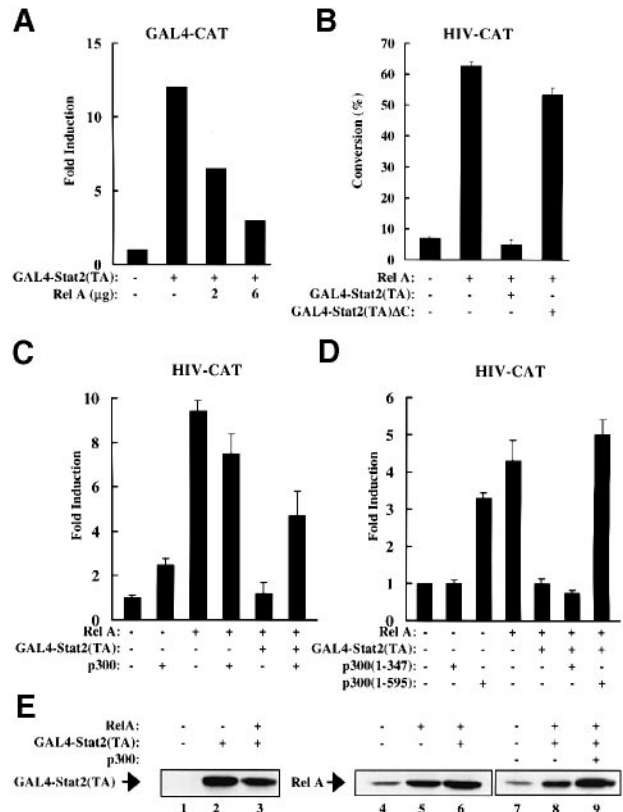 A
GAL4-CAT
15
10
5
0
Fold Induction
GAL4-Stat2(TA): - + + +
Rel A (µg): - - 2 6
B
HIV-CAT
70
60
50
40
30
20
10
0
Conversion (%)
Rel A: - + + +
GAL4-Stat2(TA): - - + -
GAL4-Stat2(TA)ΔC: - - - +
C
HIV-CAT
10
8
6
4
2
0
Fold Induction
Rel A: - - + + + +
GAL4-Stat2(TA): - - - - + +
p300: - + - + - +
D
HIV-CAT
6
5
4
3
2
1
0
Fold Induction
Rel A: - - - + + + +
GAL4-Stat2(TA): - - - - + + +
p300(1-347) - + - - - + -
p300(1-595) - - + - - - +
E
RelA: - - + - + + - + +
GAL4-Stat2(TA): - + + - - + - + +
p300: - - +
GAL4-Stat2(TA)
Rel A
1 2 3 4 5 6 7 8 9